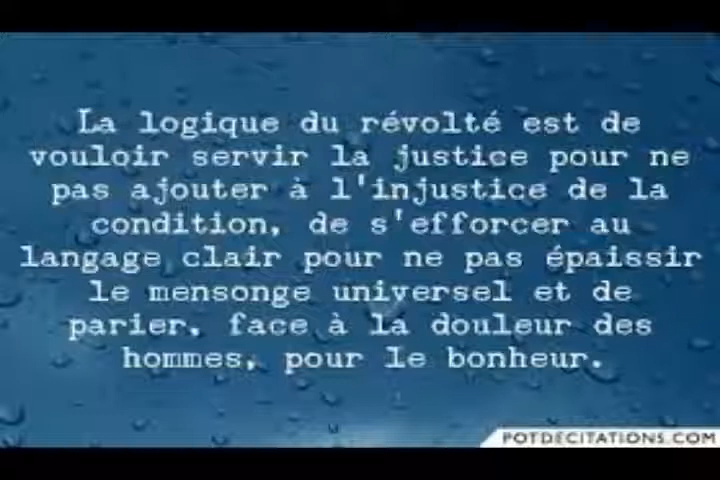 La logique du révolté est de
vouloir servir la justice pour ne
pas ajouter à l'injustice de la
condition, de s'efforcer au
langage clair pour ne pas épaissir
le mensonge universel et de
parier, face à la douleur des
hommes, pour le bonheur.
POTDECITATIONS.COM